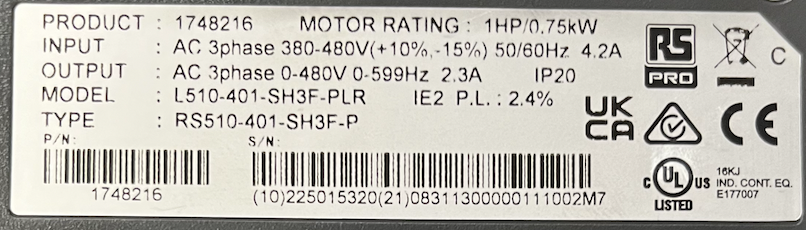 PRODUCT : 1748216 MOTOR RATING : 1HP/0.75kW
INPUT : AC 3phase 380-480V(+10%,-15%) 50/60Hz 4.2A
OUTPUT : AC 3phase 0-480V 0-599Hz 2.3A IP20
MODEL : L510-401-SH3F-PLR IE2 P.L.: 2.4%
TYPE : RS510-401-SH3F-P
P/N: S/N:
1748216 (10)225015320(21)08311300000111002M7
RS
PRO
C
UK
CA
CE
C UL US
LISTED
16KJ
IND. CONT. EQ.
E177007